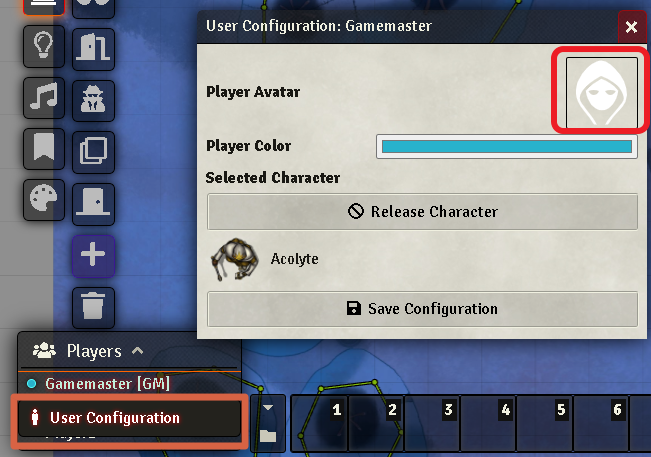 User Configuration: Gamemaster
Player Avatar
Player Color
Selected Character
Release Character
Acolyte
Save Configuration
Players
Gamemaster [GM]
User Configuration
1 2 3 4 5 6